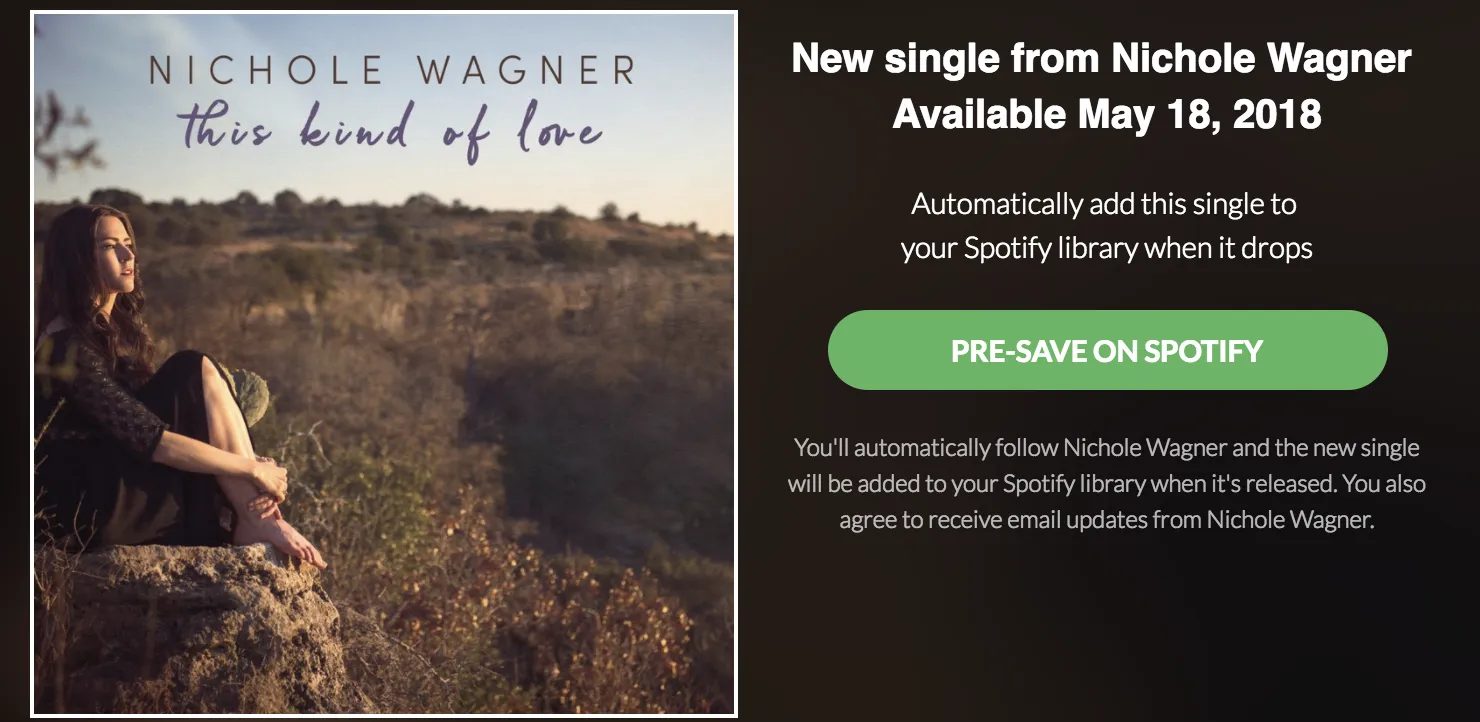 NICHOLE WAGNER
this kind of love
New single from Nichole Wagner
Available May 18, 2018
Automatically add this single to
your Spotify library when it drops
PRE-SAVE ON SPOTIFY
You'll automatically follow Nichole Wagner and the new single
will be added to your Spotify library when it's released. You also
agree to receive email updates from Nichole Wagner.